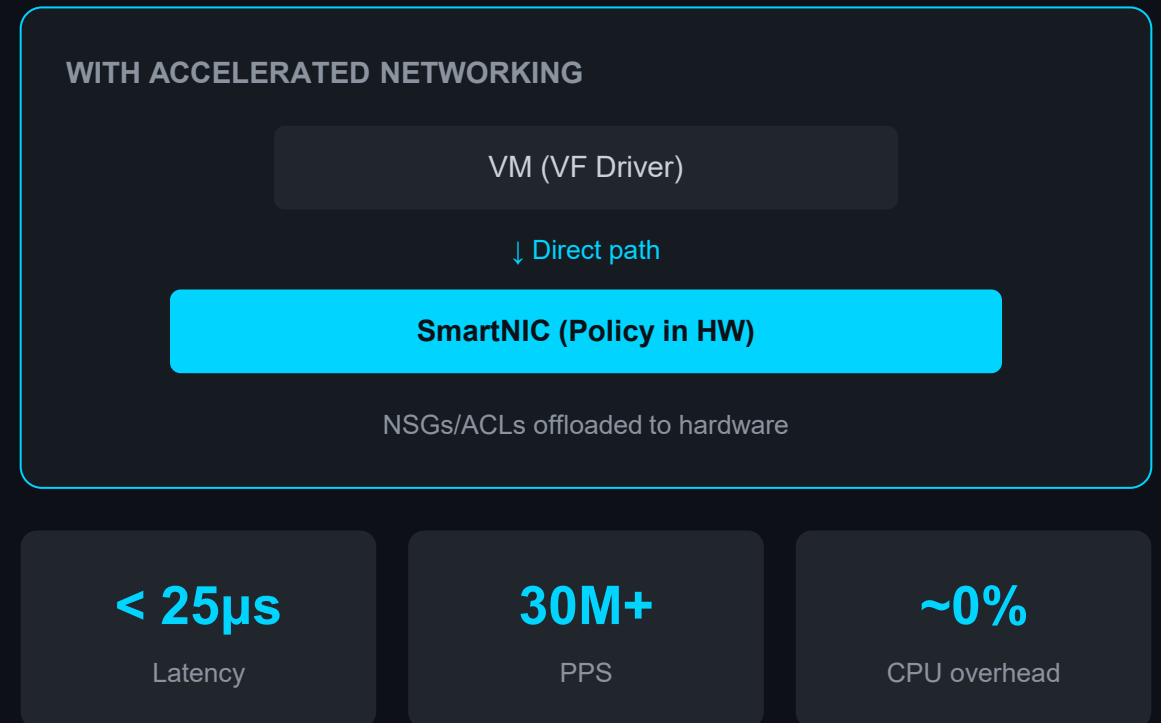 WITH ACCELERATED NETWORKING
VM (VF Driver)
↓ Direct path
SmartNIC (Policy in HW)
NSGs/ACLs offloaded to hardware
< 25μs
Latency
30M+
PPS
~0%
CPU overhead